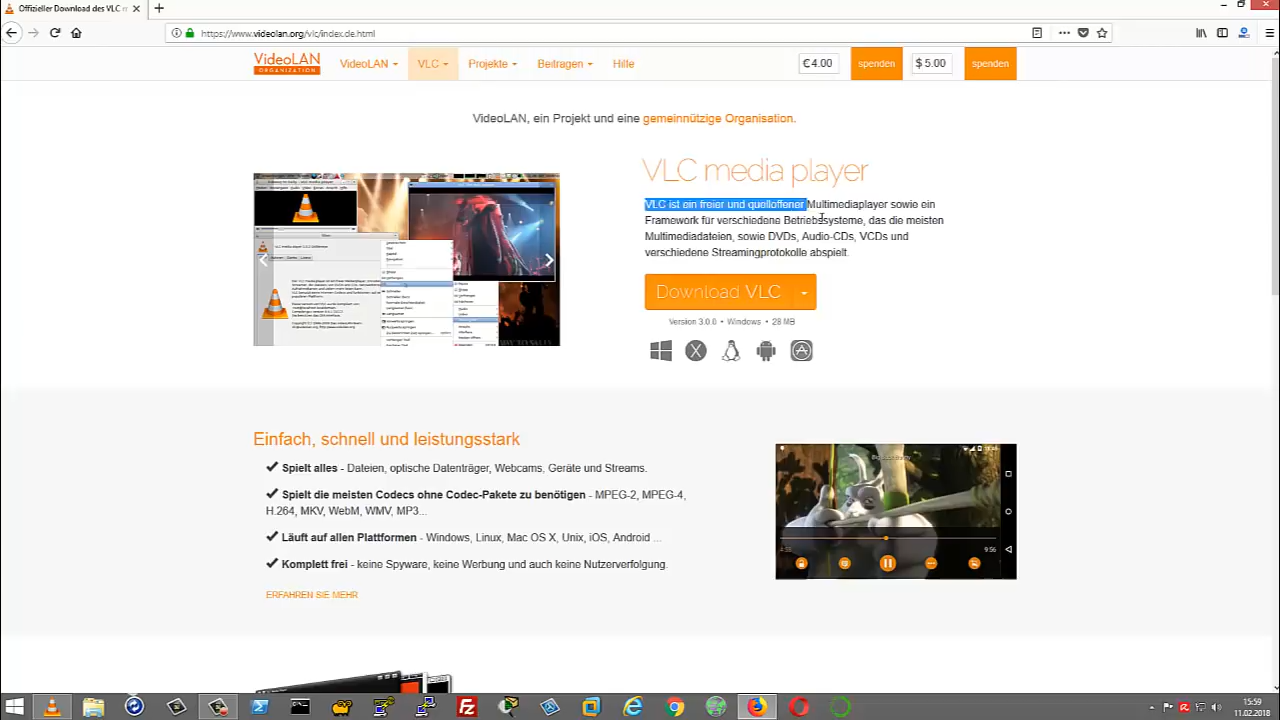 Offizieller Download des VLC
https://www.videolan.org/vlc/index.de.html
VideoLAN
ORGANIZATION
VideoLAN
VLC
Projekte
Beitragen
Hilfe
€ 4.00
spenden
$ 5.00
spenden
VideoLAN, ein Projekt und eine gemeinnützige Organisation.
VLC media player
VLC ist ein freier und quelloffener Multimediaplayer sowie ein
Framework für verschiedene Betriebssysteme, das die meisten
Multimediadateien, sowie DVDs, Audio-CDs, VCDs und
verschiedene Streamingprotokolle abspielt.
Download VLC
Version 3.0.0 • Windows • 28 MB
Einfach, schnell und leistungsstark
Spielt alles - Dateien, optische Datenträger, Webcams, Geräte und Streams.
Spielt die meisten Codecs ohne Codec-Pakete zu benötigen - MPEG-2, MPEG-4,
H.264, MKV, WebM, WMV, MP3...
Läuft auf allen Plattformen - Windows, Linux, Mac OS X, Unix, iOS, Android ...
Komplett frei - keine Spyware, keine Werbung und auch keine Nutzerverfolgung.
ERFAHREN SIE MEHR
9:56
15:59
11.02.2018